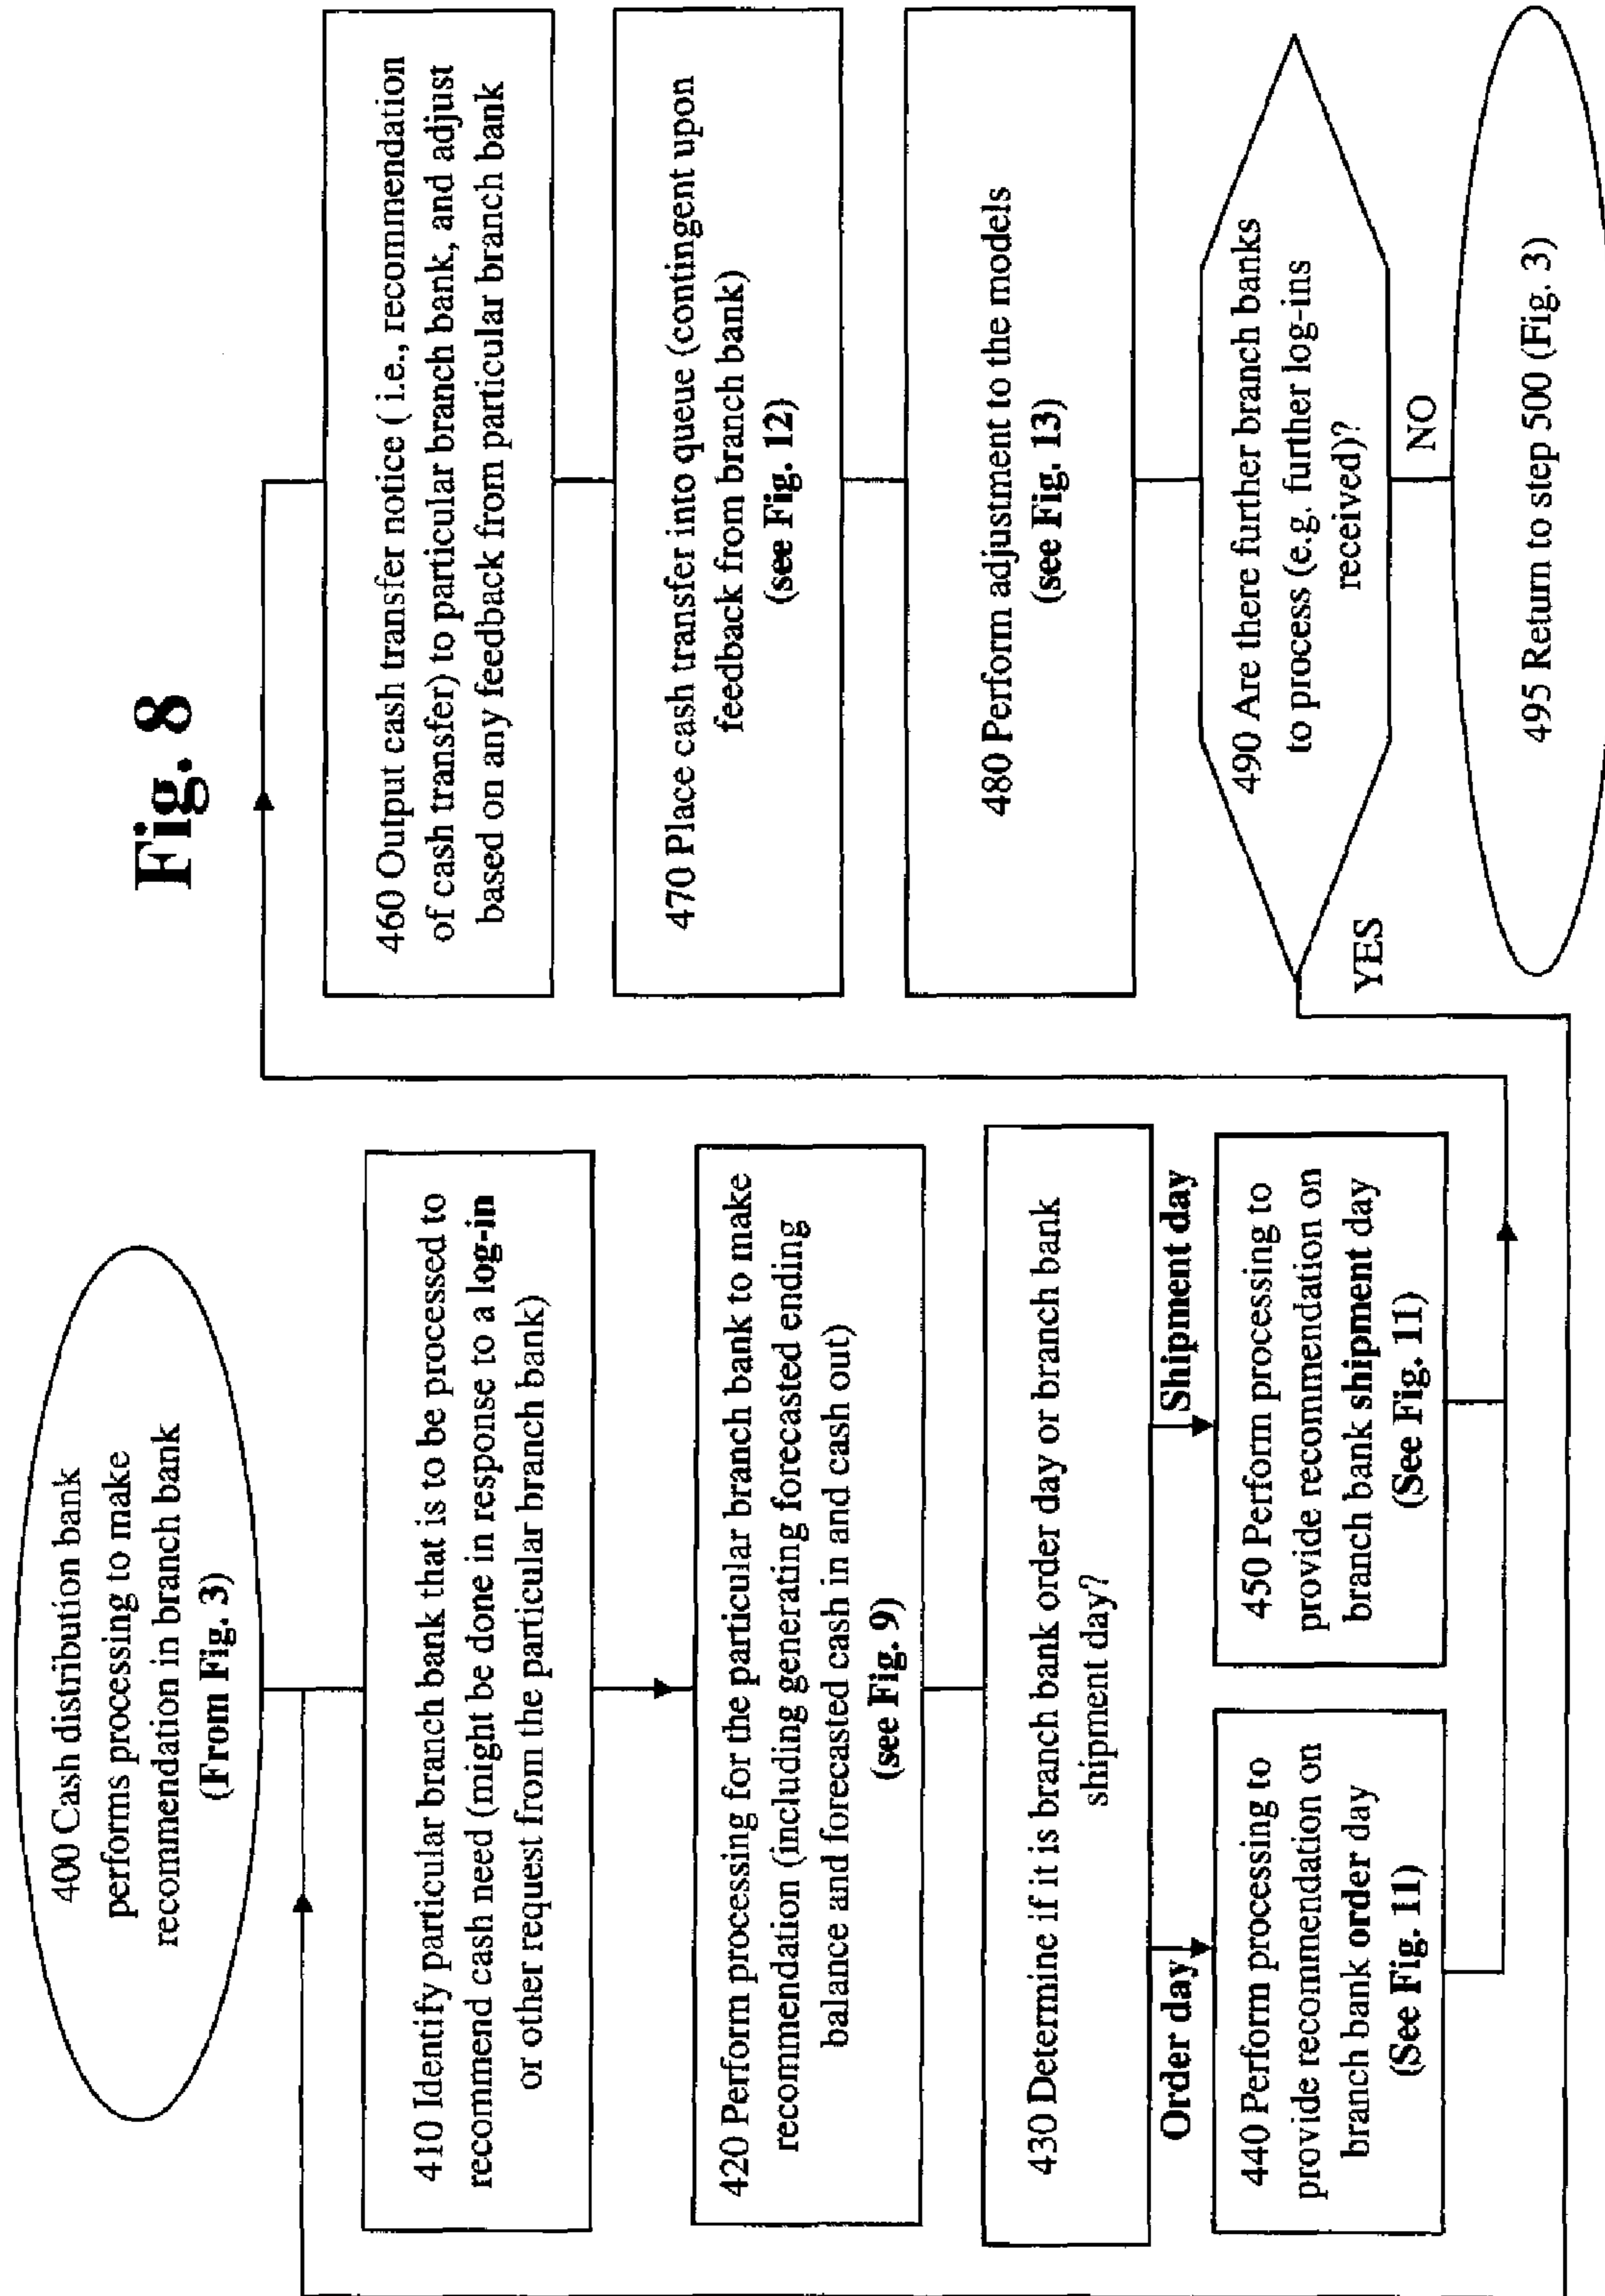 Fig. 8
400 Cash distribution bank
performs processing to make
recommendation in branch bank
(From Fig. 3)
410 Identify particular branch bank that is to be processed to
recommend cash need (might be done in response to a log-in
or other request from the particular branch bank)
420 Perform processing for the particular branch bank to make
recommendation (including generating forecasted ending
balance and forecasted cash in and cash out)
(see Fig. 9)
430 Determine if it is branch bank order day or branch bank
shipment day?
Order day
Shipment day
440 Perform processing to
provide recommendation on
branch bank order day
(See Fig. 11)
450 Perform processing to
provide recommendation on
branch bank shipment day
(See Fig. 11)
460 Output cash transfer notice ( i.e., recommendation
of cash transfer) to particular branch bank, and adjust
based on any feedback from particular branch bank
470 Place cash transfer into queue (contingent upon
feedback from branch bank)
(see Fig. 12)
480 Perform adjustment to the models
(see Fig. 13)
490 Are there further branch banks
to process (e.g. further log-ins
received)?
YES
NO
495 Return to step 500 (Fig. 3)